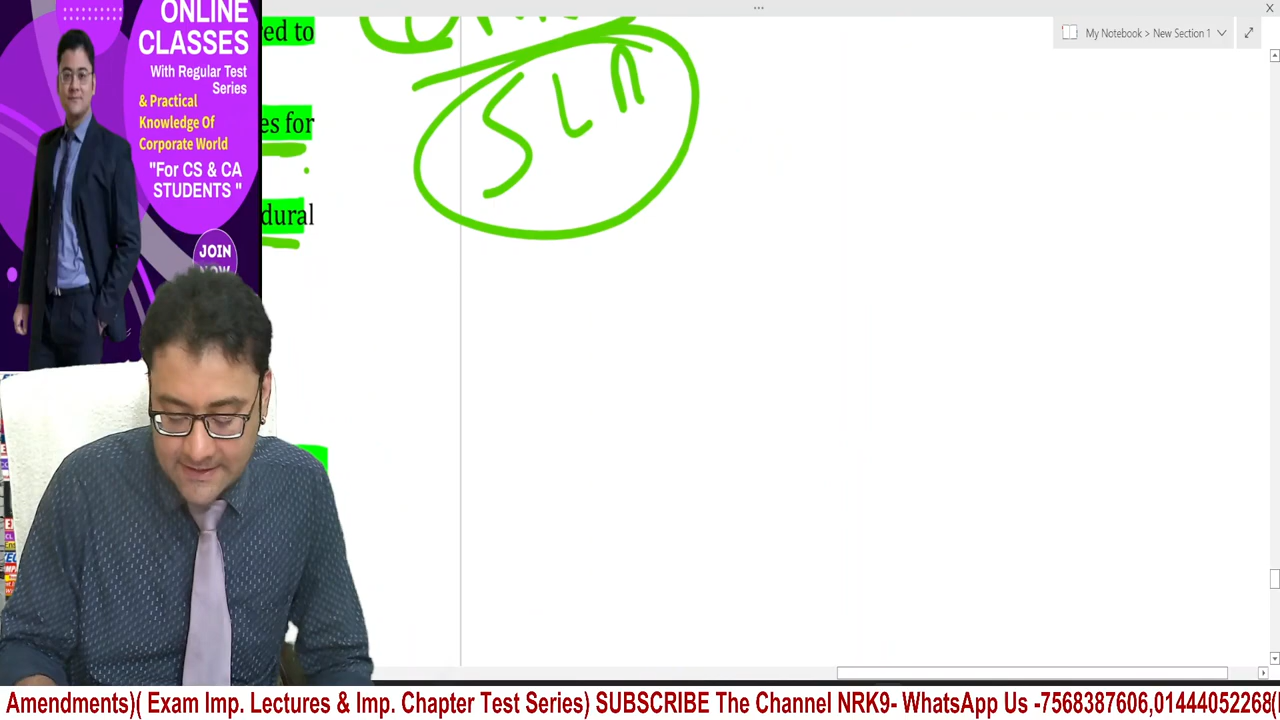 ONLINE
CLASSES
With Regular Test
Series
& Practical
Knowledge Of
Corporate World
"For CS & CA
STUDENTS "
JOIN
NOW
red to
es for
dural
SLR
My Notebook > New Section 1
Amendments)( Exam Imp. Lectures & Imp. Chapter Test Series) SUBSCRIBE The Channel NRK9- WhatsApp Us -7568387606,01444052268(